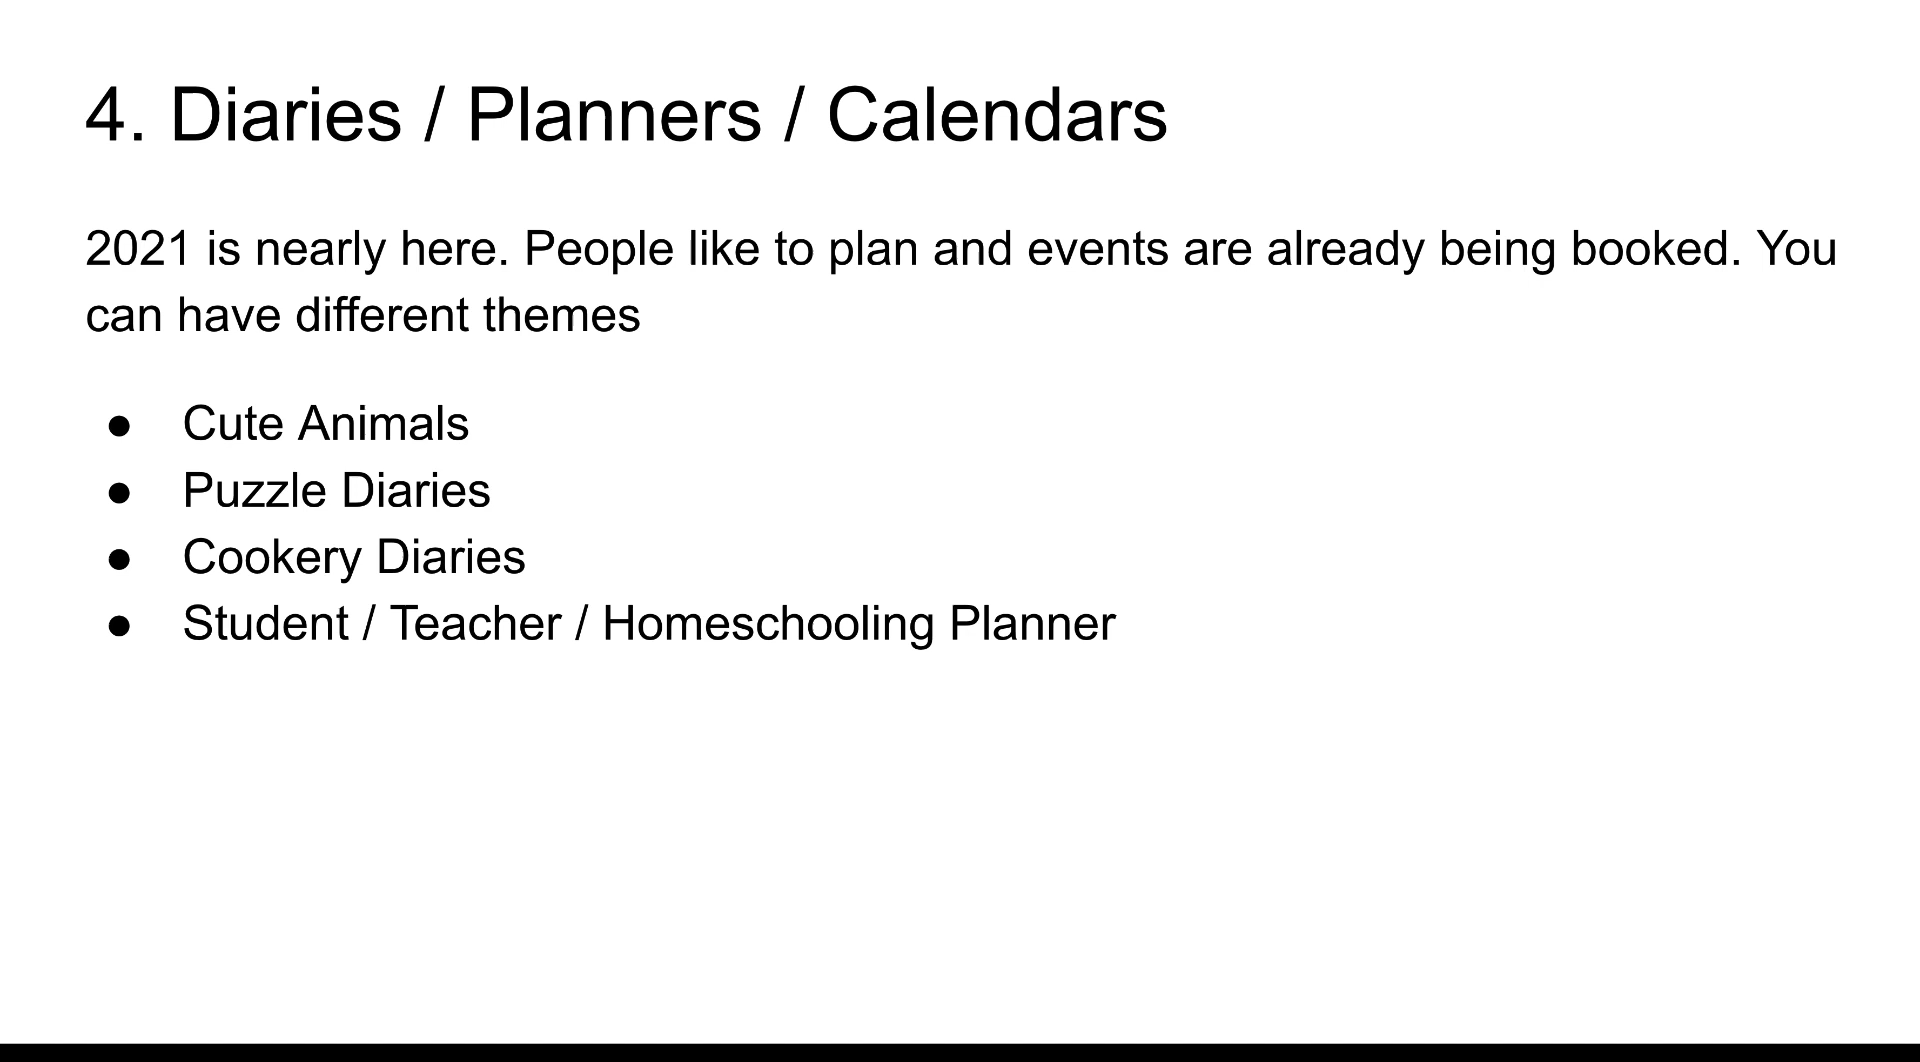 4. Diaries / Planners / Calendars
2021 is nearly here. People like to plan and events are already being booked. You
can have different themes
● Cute Animals
● Puzzle Diaries
● Cookery Diaries
● Student / Teacher / Homeschooling Planner